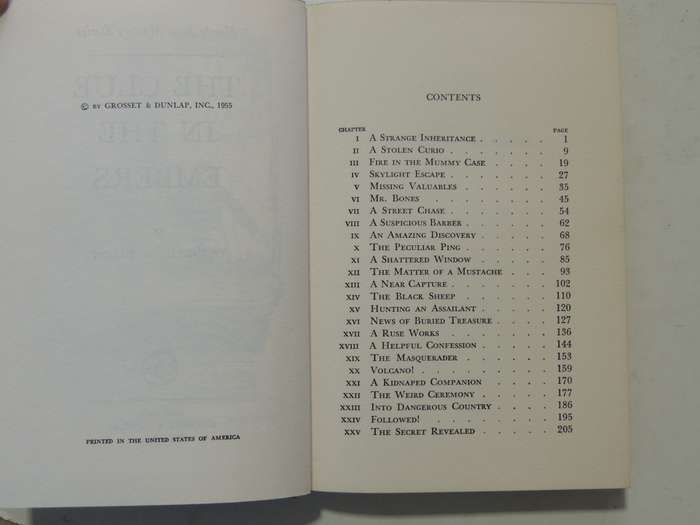 THE CLUE
IN THE
EMBERS
© BY GROSSET & DUNLAP, INC., 1955
PRINTED IN THE UNITED STATES OF AMERICA
CONTENTS
CHAPTER PAGE
I A STRANGE INHERITANCE . . . . . 1
II A STOLEN CURIO . . . . . . . 9
III FIRE IN THE MUMMY CASE . . . . 19
IV SKYLIGHT ESCAPE . . . . . . 27
V MISSING VALUABLES . . . . . . 35
VI MR. BONES . . . . . . . 45
VII A STREET CHASE . . . . . . . 54
VIII A SUSPICIOUS BARBER . . . . . . 62
IX AN AMAZING DISCOVERY . . . . . 68
X THE PECULIAR PING . . . . . . 76
XI A SHATTERED WINDOW . . . . . 85
XII THE MATTER OF A MUSTACHE . . . 93
XIII A NEAR CAPTURE . . . . . . . 102
XIV THE BLACK SHEEP . . . . . . 110
XV HUNTING AN ASSAILANT . . . . . 120
XVI NEWS OF BURIED TREASURE . . . . 127
XVII A RUSE WORKS . . . . . . . 136
XVIII A HELPFUL CONFESSION . . . . . 144
XIX THE MASQUERADER . . . . . . 153
XX VOLCANO! . . . . . . . . 159
XXI A KIDNAPED COMPANION . . . . . 170
XXII THE WEIRD CEREMONY . . . . . 177
XXIII INTO DANGEROUS COUNTRY . . . . 186
XXIV FOLLOWED! . . . . . . . 195
XXV THE SECRET REVEALED . . . . . 205